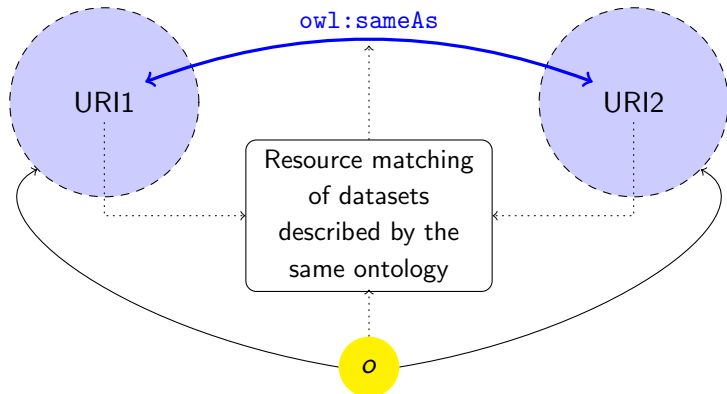 owl:sameAs
URI1
URI2
Resource matching
of datasets
described by the
same ontology
o